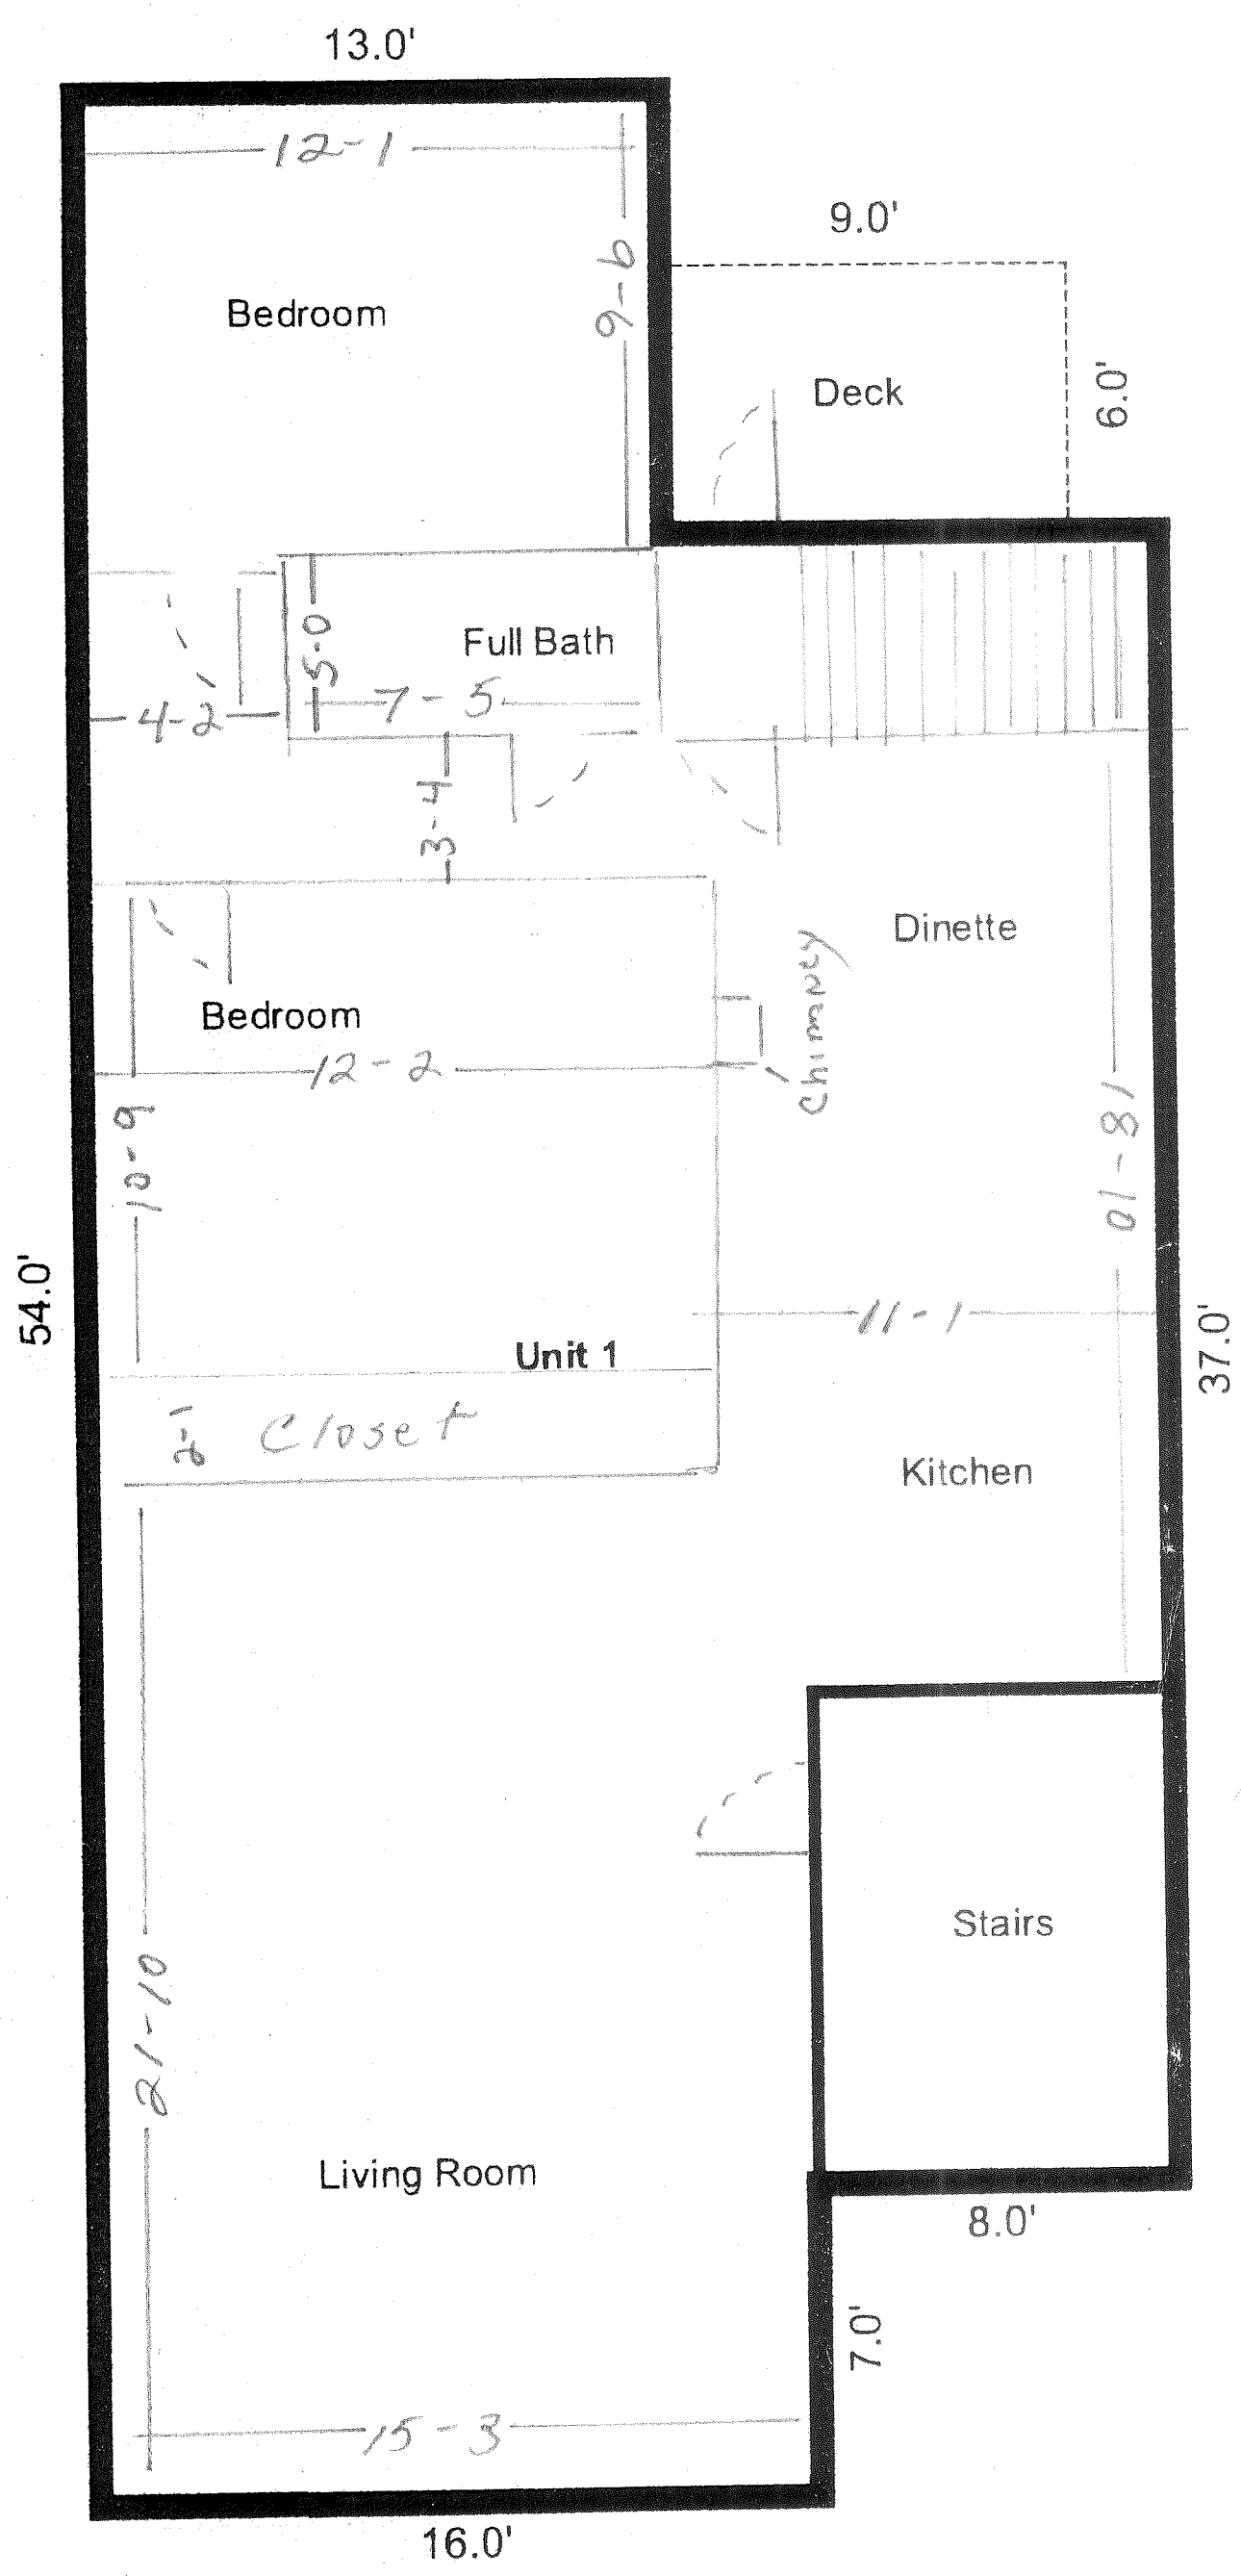 13.0'
12-1
9.0'
9-6
Bedroom
Deck
6.0'
5-0
Full Bath
7-5
4-2
3-4
Dinette
Chimney
Bedroom
12-2
10-9
18-10
54.0'
11-1
37.0'
Unit 1
2-1
Closet
Kitchen
Stairs
21-10
Living Room
8.0'
7.0'
15-3
16.0'